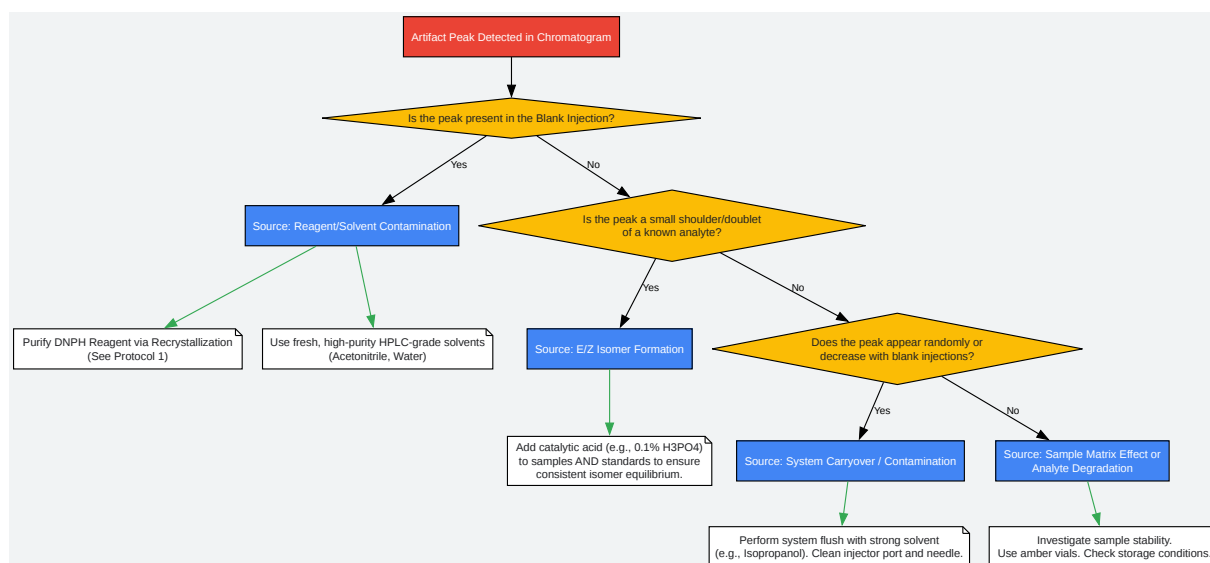 Artifact Peak Detected in Chromatogram
Is the peak present in the Blank Injection?
Yes
No
Source: Reagent/Solvent Contamination
Is the peak a small shoulder/doublet
of a known analyte?
Yes
No
Purify DNPH Reagent via Recrystallization
(See Protocol 1)
Use fresh, high-purity HPLC-grade solvents
(Acetonitrile, Water)
Source: E/Z Isomer Formation
Does the peak appear randomly or
decrease with blank injections?
Yes
No
Add catalytic acid (e.g., 0.1% H3PO4)
to samples AND standards to ensure
consistent isomer equilibrium.
Source: System Carryover / Contamination
Source: Sample Matrix Effect or
Analyte Degradation
Perform system flush with strong solvent
(e.g., Isopropanol). Clean injector port and needle.
Investigate sample stability.
Use amber vials. Check storage conditions.